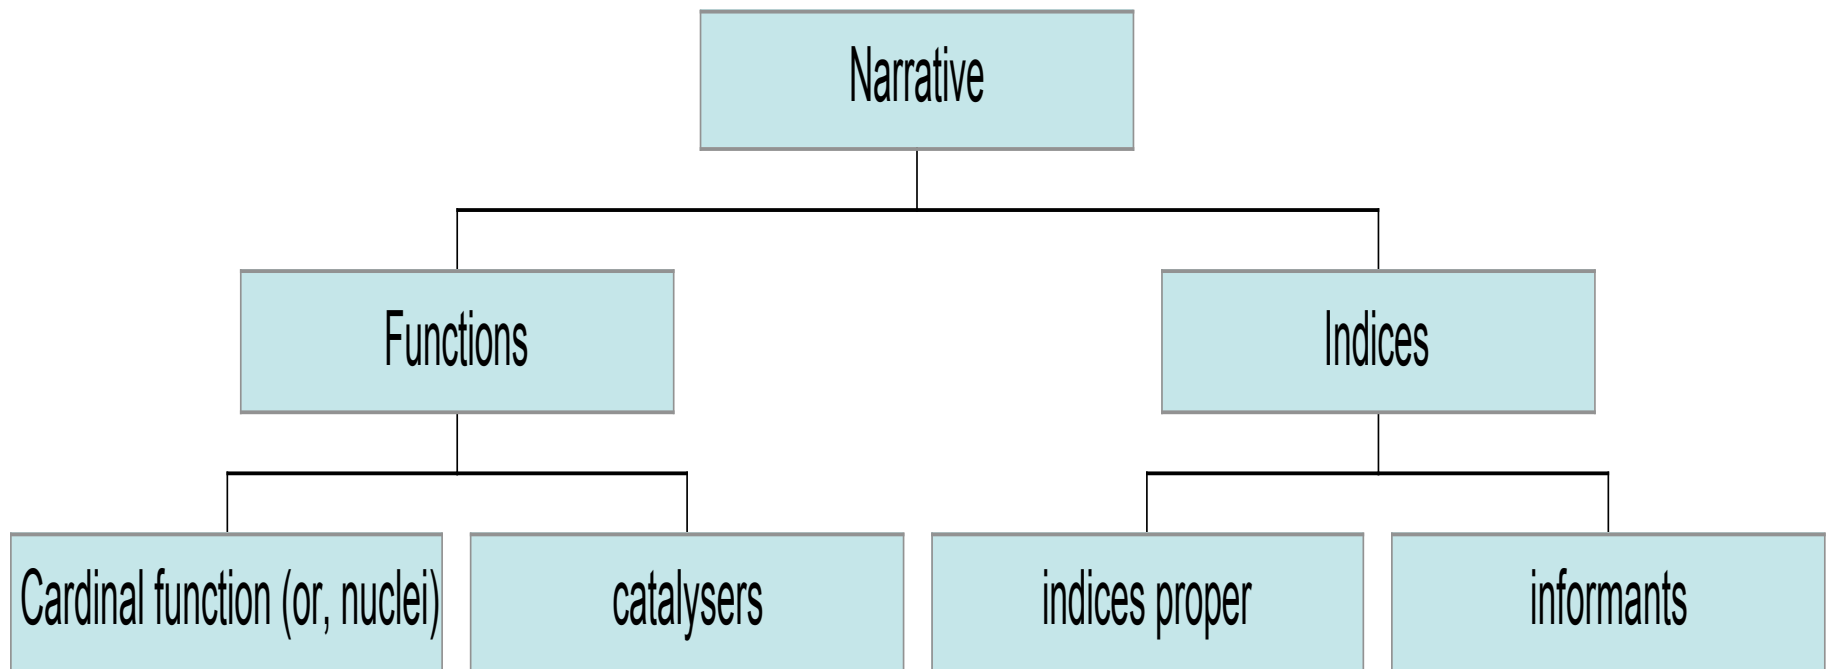 Narrative
Functions
Indices
Cardinal function (or, nuclei)
catalysers
indices proper
informants